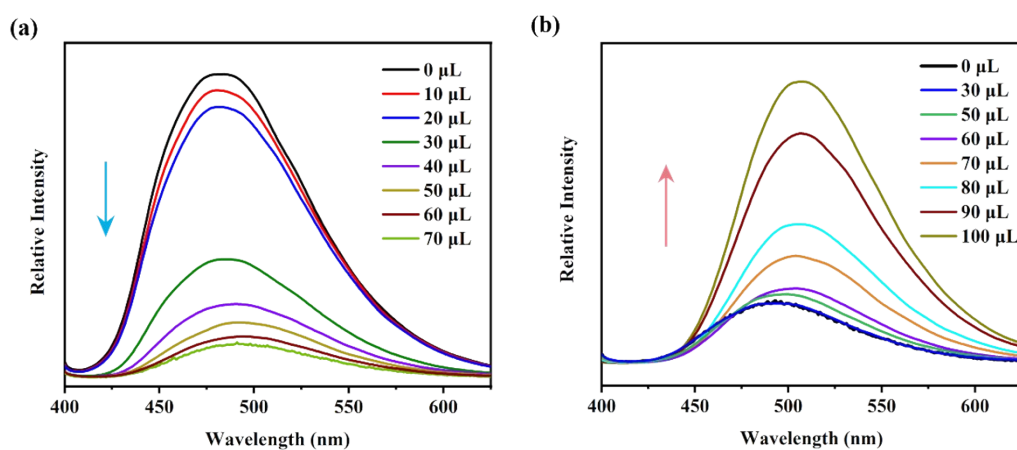 (a)
0 µL
10 µL
20 µL
30 µL
40 µL
50 µL
60 µL
70 µL
Relative Intensity
400 450 500 550 600
Wavelength (nm)
(b)
0 µL
30 µL
50 µL
60 µL
70 µL
80 µL
90 µL
100 µL
Relative Intensity
400 450 500 550 600
Wavelength (nm)